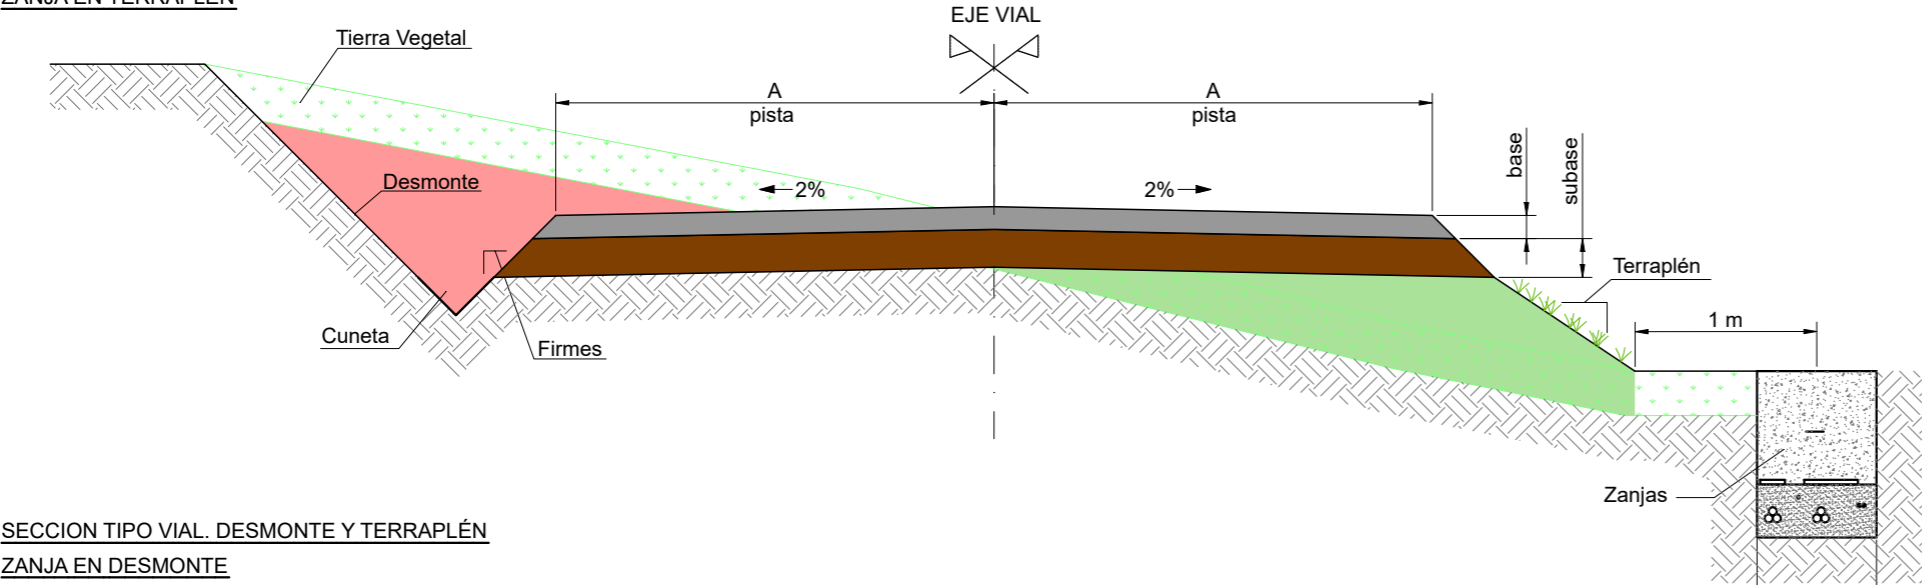 ZANJA EN TERRAPLÉN
EJE VIAL
Tierra Vegetal
A
pista
A
pista
base
subase
Desmonte
2%
2%
Terraplén
1 m
Cuneta
Firmes
Zanjas
SECCION TIPO VIAL. DESMONTE Y TERRAPLÉN
ZANJA EN DESMONTE